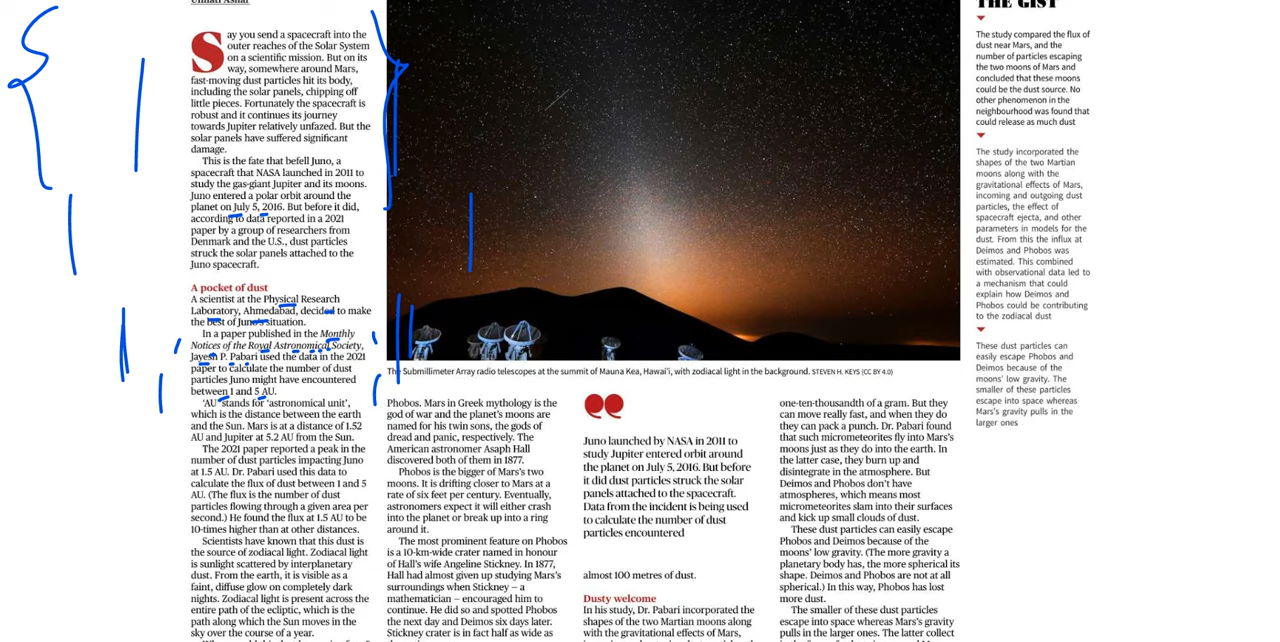 Unnati Ashar
Say you send a spacecraft into the
outer reaches of the Solar System
on a scientific mission. But on its
way, somewhere around Mars,
fast-moving dust particles hit its body,
including the solar panels, chipping off
little pieces. Fortunately the spacecraft is
robust and it continues its journey
towards Jupiter relatively unfazed. But the
solar panels have suffered significant
damage.
This is the fate that befell Juno, a
spacecraft that NASA launched in 2011 to
study the gas-giant Jupiter and its moons.
Juno entered a polar orbit around the
planet on July 5, 2016. But before it did,
according to data reported in a 2021
paper by a group of researchers from
Denmark and the U.S., dust particles
struck the solar panels attached to the
Juno spacecraft.
A pocket of dust
A scientist at the Physical Research
Laboratory, Ahmedabad, decided to make
the best of Juno's situation.
In a paper published in the Monthly
Notices of the Royal Astronomical Society,
Jayesh P. Pabari used the data in the 2021
paper to calculate the number of dust
particles Juno might have encountered
between 1 and 5 AU.
'AU' stands for 'astronomical unit',
which is the distance between the earth
and the Sun. Mars is at a distance of 1.52
AU and Jupiter at 5.2 AU from the Sun.
The 2021 paper reported a peak in the
number of dust particles impacting Juno
at 1.5 AU. Dr. Pabari used this data to
calculate the flux of dust between 1 and 5
AU. (The flux is the number of dust
particles flowing through a given area per
second.) He found the flux at 1.5 AU to be
10-times higher than at other distances.
Scientists have known that this dust is
the source of zodiacal light. Zodiacal light
is sunlight scattered by interplanetary
dust. From the earth, it is visible as a
faint, diffuse glow on completely dark
nights. Zodiacal light is present across the
entire path of the ecliptic, which is the
path along which the Sun moves in the
sky over the course of a year.
The Submillimeter Array radio telescopes at the summit of Mauna Kea, Hawai'i, with zodiacal light in the background. STEVEN H. KEYS (CC BY 4.0)
Phobos. Mars in Greek mythology is the
god of war and the planet's moons are
named for his twin sons, the gods of
dread and panic, respectively. The
American astronomer Asaph Hall
discovered both of them in 1877.
Phobos is the bigger of Mars's two
moons. It is drifting closer to Mars at a
rate of six feet per century. Eventually,
astronomers expect it will either crash
into the planet or break up into a ring
around it.
The most prominent feature on Phobos
is a 10-km-wide crater named in honour
of Hall's wife Angeline Stickney. In 1877,
Hall had almost given up studying Mars's
surroundings when Stickney – a
mathematician – encouraged him to
continue. He did so and spotted Phobos
the next day and Deimos six days later.
Stickney crater is in fact half as wide as
Juno launched by NASA in 2011 to
study Jupiter entered orbit around
the planet on July 5, 2016. But before
it did dust particles struck the solar
panels attached to the spacecraft.
Data from the incident is being used
to calculate the number of dust
particles encountered
almost 100 metres of dust.
Dusty welcome
In his study, Dr. Pabari incorporated the
shapes of the two Martian moons along
with the gravitational effects of Mars,
one-ten-thousandth of a gram. But they
can move really fast, and when they do
they can pack a punch. Dr. Pabari found
that such micrometeorites fly into Mars's
moons just as they do into the earth. In
the latter case, they burn up and
disintegrate in the atmosphere. But
Deimos and Phobos don't have
atmospheres, which means most
micrometeorites slam into their surfaces
and kick up small clouds of dust.
These dust particles can easily escape
Phobos and Deimos because of the
moons' low gravity. (The more gravity a
planetary body has, the more spherical its
shape. Deimos and Phobos are not at all
spherical.) In this way, Phobos has lost
more dust.
The smaller of these dust particles
escape into space whereas Mars's gravity
pulls in the larger ones. The latter collect
THE GIST
The study compared the flux of
dust near Mars, and the
number of particles escaping
the two moons of Mars and
concluded that these moons
could be the dust source. No
other phenomenon in the
neighbourhood was found that
could release as much dust
The study incorporated the
shapes of the two Martian
moons along with the
gravitational effects of Mars,
incoming and outgoing dust
particles, the effect of
spacecraft ejecta, and other
parameters in models for the
dust. From this the influx at
Deimos and Phobos was
estimated. This combined
with observational data led to
a mechanism that could
explain how Deimos and
Phobos could be contributing
to the zodiacal dust
These dust particles can
easily escape Phobos and
Deimos because of the
moons' low gravity. The
smaller of these particles
escape into space whereas
Mars's gravity pulls in the
larger ones